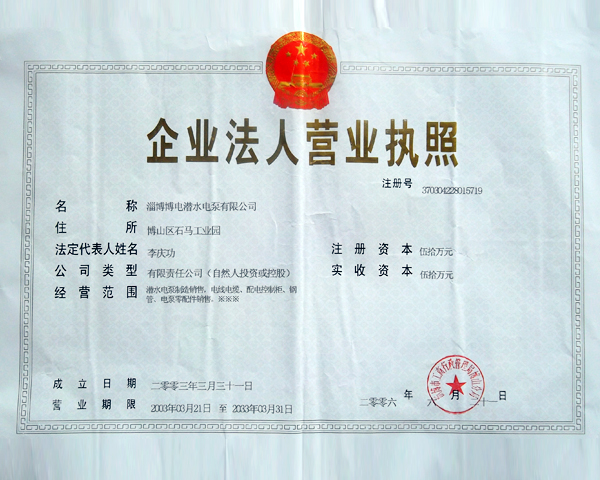 企业法人营业执照
注册号 370304228015719
名称 淄博博电潜水电泵有限公司
住所 博山区石马工业园
法定代表人姓名 李庆功
注册资本 伍拾万元
公司类型 有限责任公司（自然人投资或控股）
实收资本 伍拾万元
经营范围 潜水电泵制造销售，电线电缆、配电控制柜、钢
管、电泵零配件销售。※※※
成立日期 二零零三年三月三十一日
营业期限 2003年03月21日 至 2033年03月31日
二零零六年 六月 日